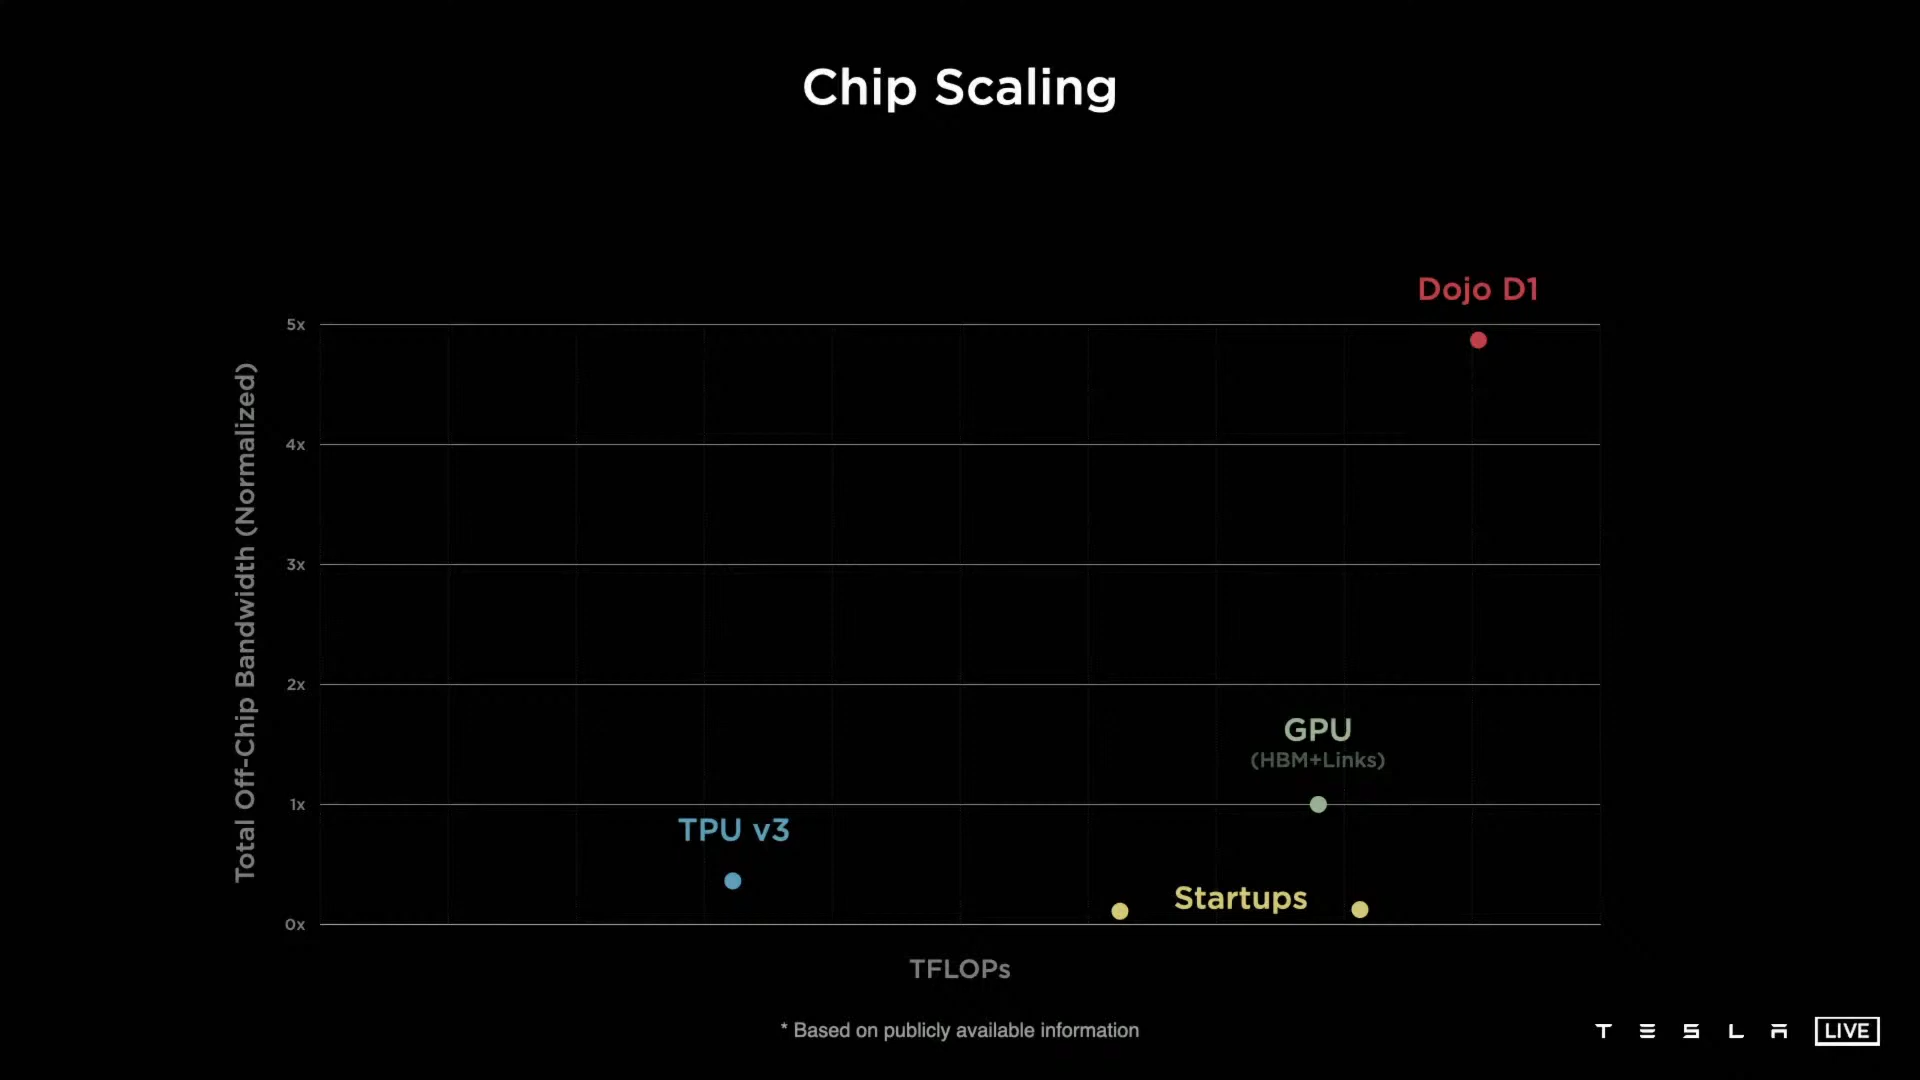 Chip Scaling
Dojo D1
5x
4x
3x
2x
1x
0x
Total Off-Chip Bandwidth (Normalized)
GPU
(HBM+Links)
TPU v3
Startups
TFLOPs
* Based on publicly available information
TESLA LIVE